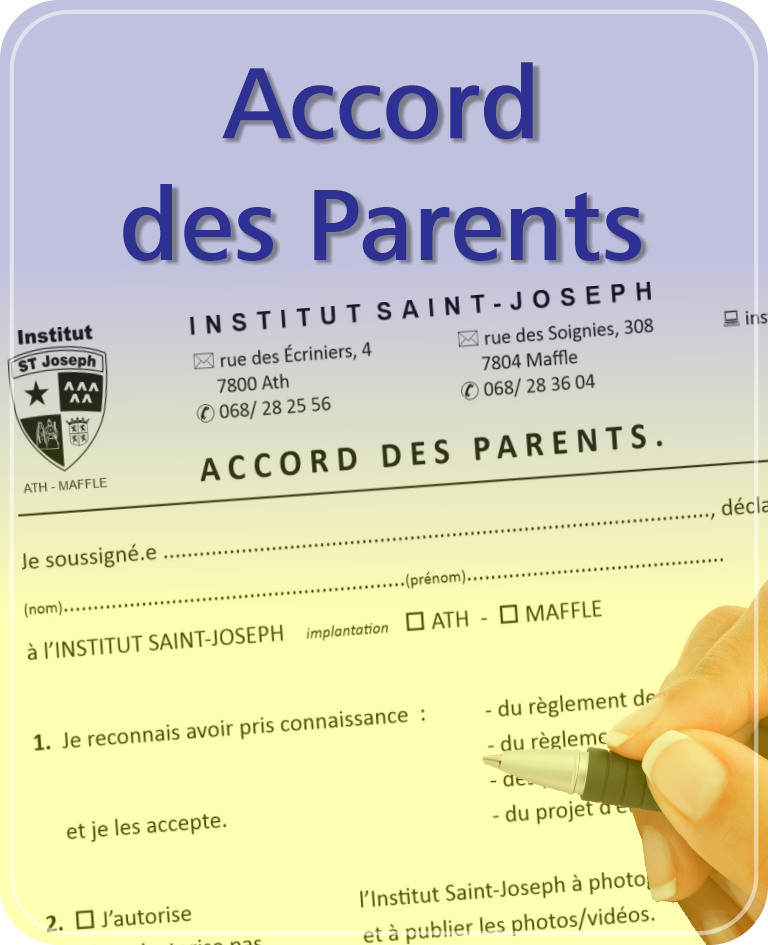 Accord
des Parents
INSTITUT SAINT-JOSEPH
Institut
ST Joseph
ATH - MAFFLE
rue des Écriniers, 4
7800 Ath
068/ 28 25 56
rue des Soignies, 308
7804 Maffle
068/ 28 36 04
ins
ACCORD DES PARENTS.
Je soussigné.e ................................................................, décla
(nom)................................................(prénom)....................................
à l'INSTITUT SAINT-JOSEPH implantation ☐ ATH - ☐ MAFFLE
1. Je reconnais avoir pris connaissance : - du règlement de
- du règleme
- de
- du projet d'é
et je les accepte.
2. ☐ J'autorise l'Institut Saint-Joseph à photo
et à publier les photos/vidéos.